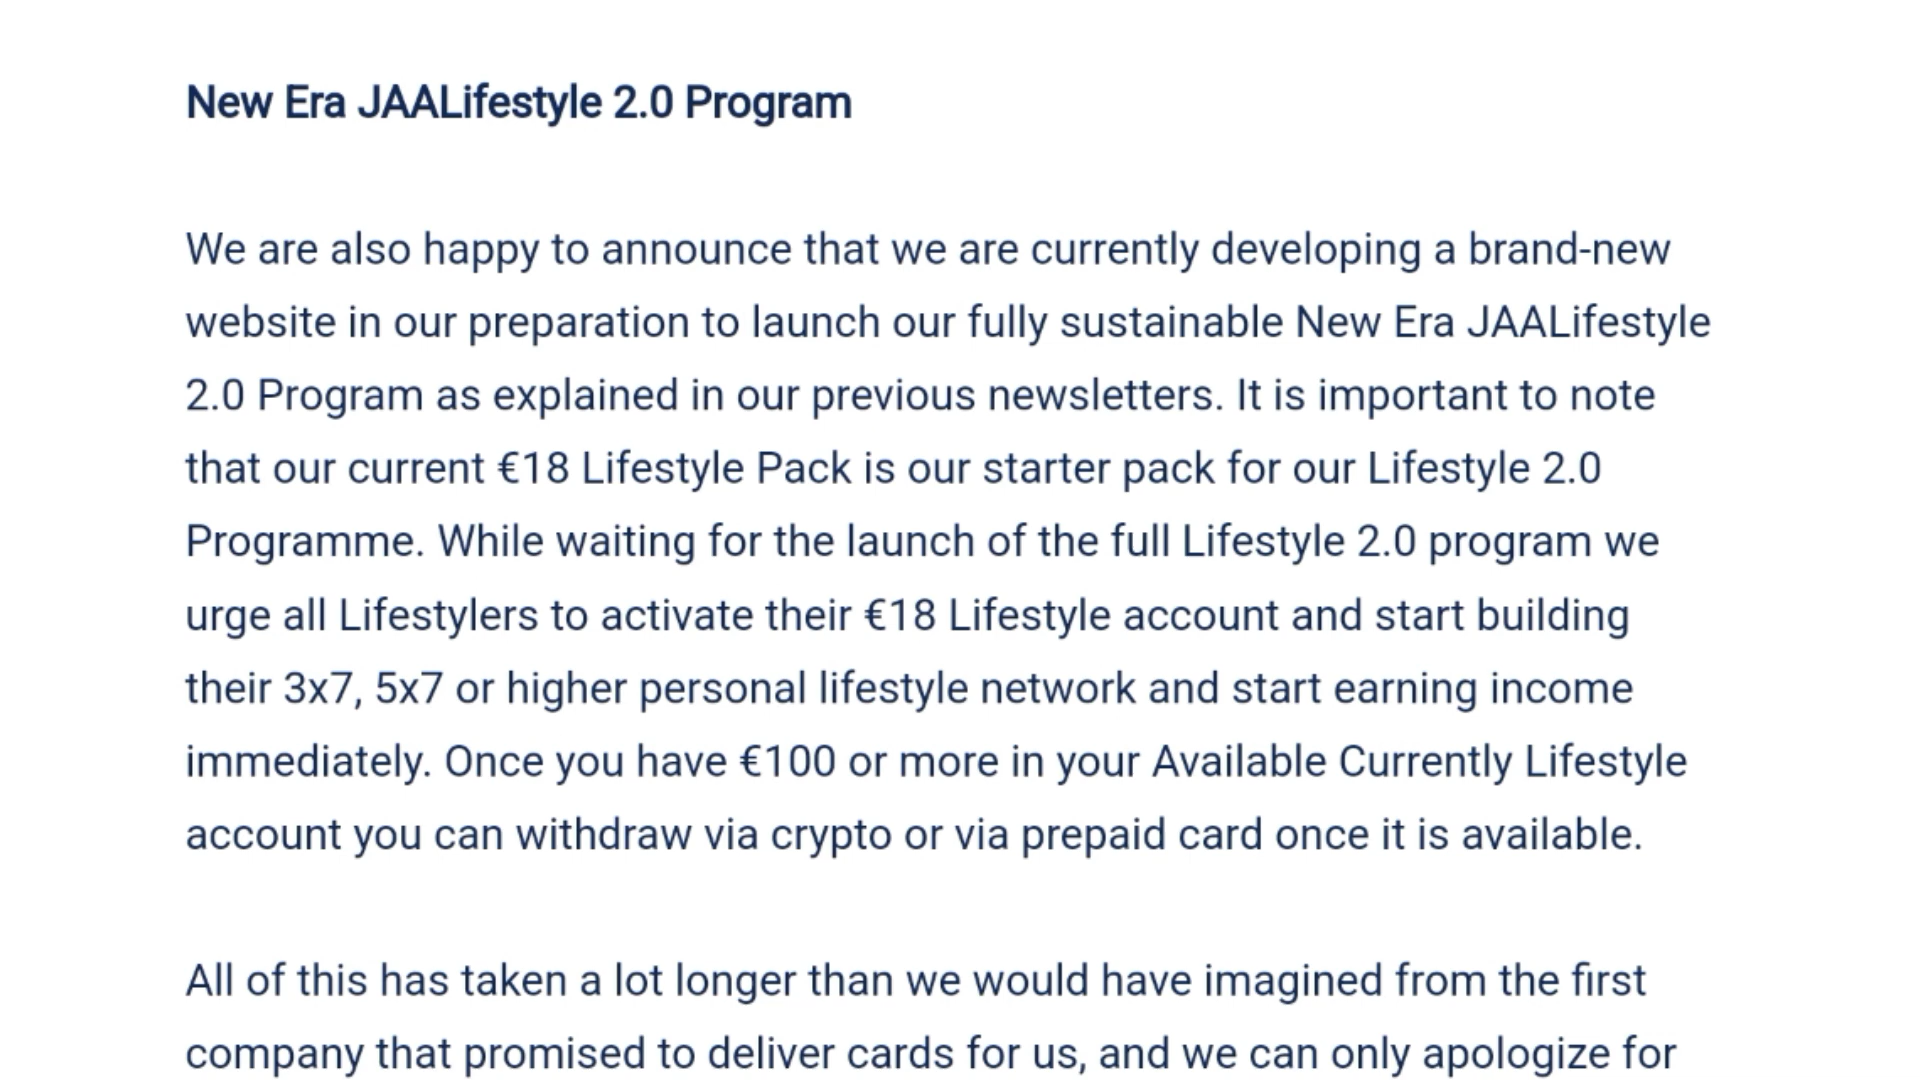 New Era JAALifestyle 2.0 Program
We are also happy to announce that we are currently developing a brand-new
website in our preparation to launch our fully sustainable New Era JAALifestyle
2.0 Program as explained in our previous newsletters. It is important to note
that our current €18 Lifestyle Pack is our starter pack for our Lifestyle 2.0
Programme. While waiting for the launch of the full Lifestyle 2.0 program we
urge all Lifestylers to activate their €18 Lifestyle account and start building
their 3x7, 5x7 or higher personal lifestyle network and start earning income
immediately. Once you have €100 or more in your Available Currently Lifestyle
account you can withdraw via crypto or via prepaid card once it is available.
All of this has taken a lot longer than we would have imagined from the first
company that promised to deliver cards for us, and we can only apologize for